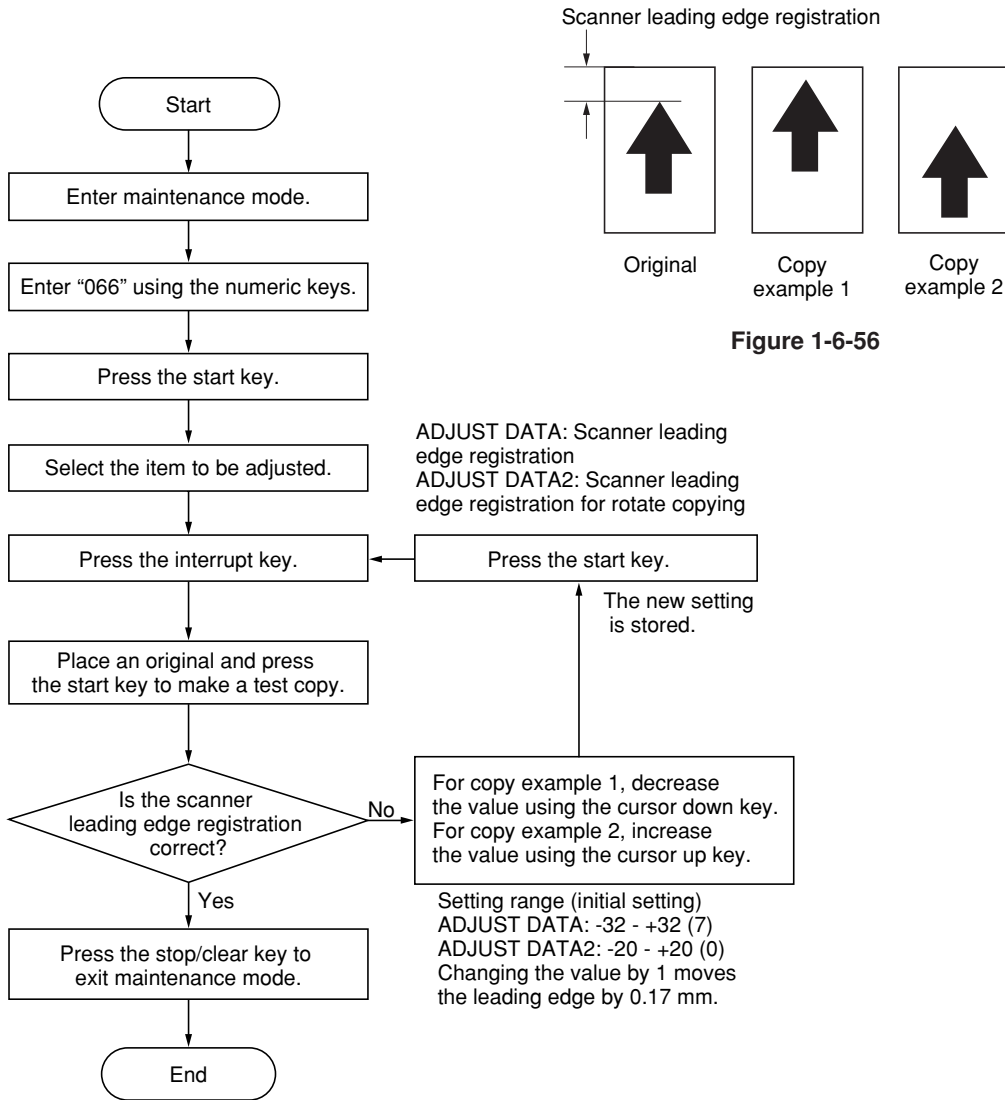 Scanner leading edge registration
Original
Copy
example 1
Copy
example 2
Figure 1-6-56
Start
Enter maintenance mode.
Enter “066” using the numeric keys.
Press the start key.
Select the item to be adjusted.
ADJUST DATA: Scanner leading
edge registration
ADJUST DATA2: Scanner leading
edge registration for rotate copying
Press the interrupt key.
Press the start key.
The new setting
is stored.
Place an original and press
the start key to make a test copy.
Is the scanner
leading edge registration
correct?
No
For copy example 1, decrease
the value using the cursor down key.
For copy example 2, increase
the value using the cursor up key.
Yes
Setting range (initial setting)
ADJUST DATA: -32 - +32 (7)
ADJUST DATA2: -20 - +20 (0)
Changing the value by 1 moves
the leading edge by 0.17 mm.
Press the stop/clear key to
exit maintenance mode.
End